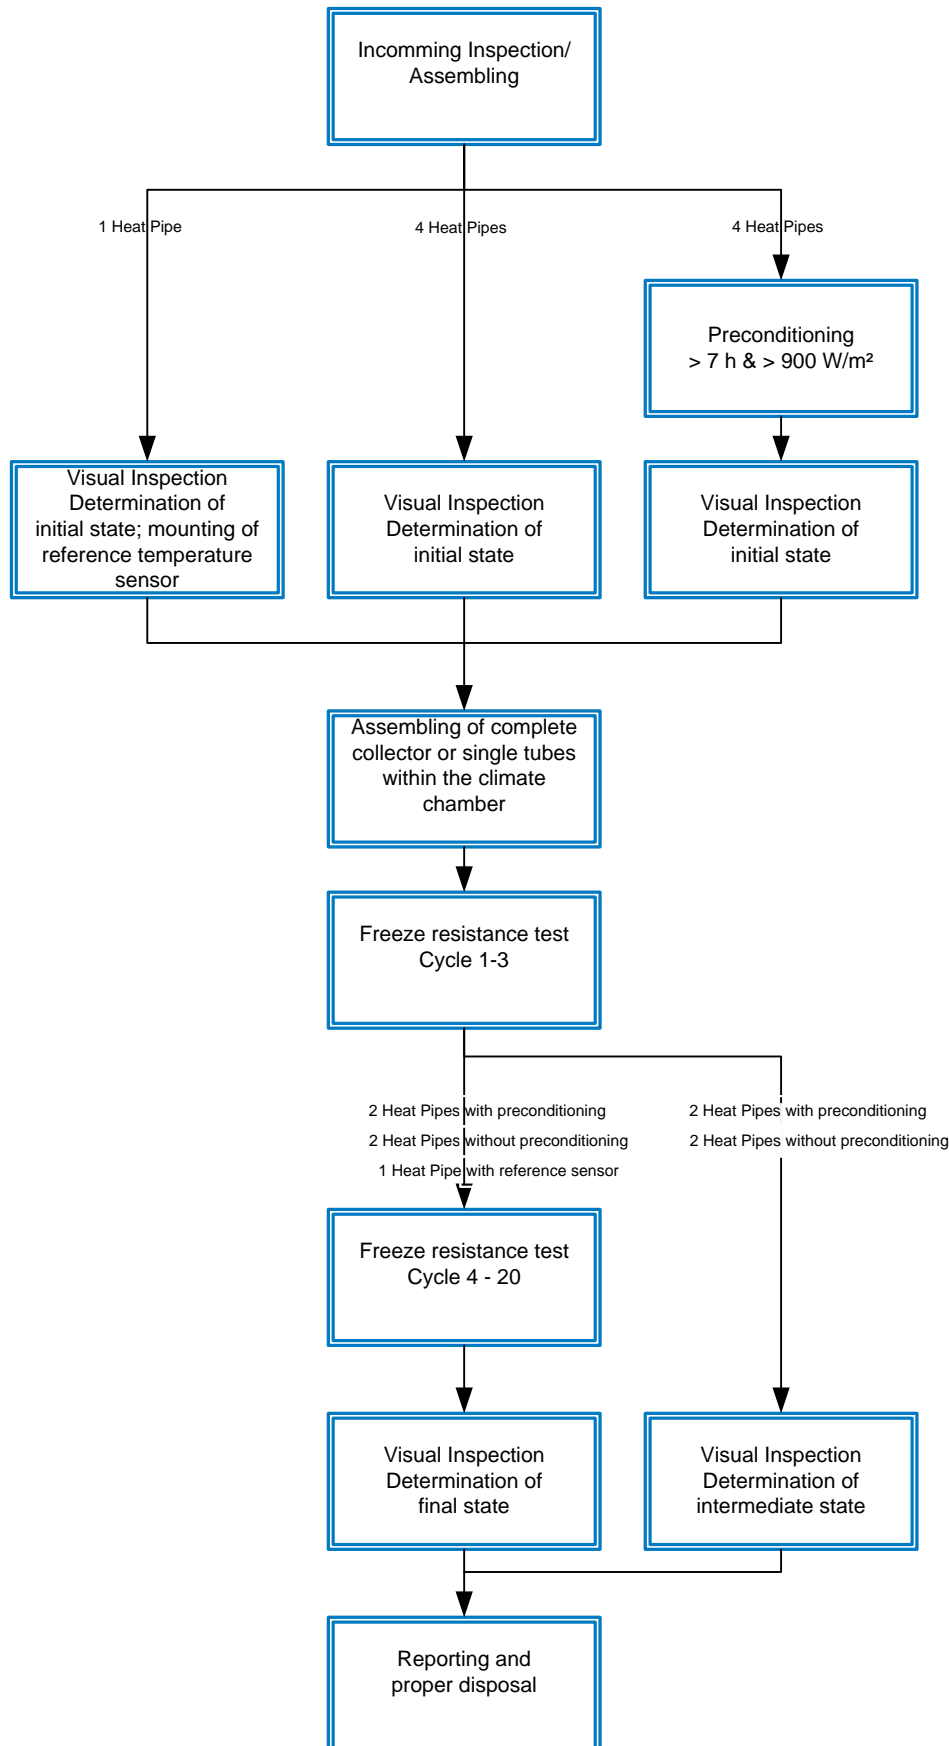 Incomming Inspection/
Assembling
1 Heat Pipe
4 Heat Pipes
4 Heat Pipes
Preconditioning
> 7 h & > 900 W/m²
Visual Inspection
Determination of
initial state; mounting of
reference temperature
sensor
Visual Inspection
Determination of
initial state
Visual Inspection
Determination of
initial state
Assembling of complete
collector or single tubes
within the climate
chamber
Freeze resistance test
Cycle 1-3
2 Heat Pipes with preconditioning
2 Heat Pipes without preconditioning
1 Heat Pipe with reference sensor
2 Heat Pipes with preconditioning
2 Heat Pipes without preconditioning
Freeze resistance test
Cycle 4 - 20
Visual Inspection
Determination of
final state
Visual Inspection
Determination of
intermediate state
Reporting and
proper disposal